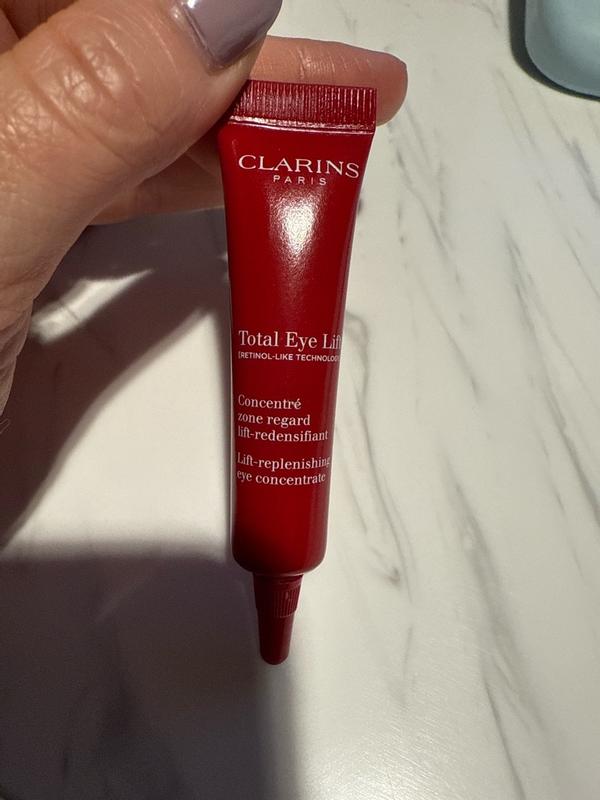 CLARINS
PARIS
Total Eye Lift
[RETINOL-LIKE TECHNOLOGY
Concentré
zone regard
lift-redensifiant
Lift-replenishing
eye concentrate